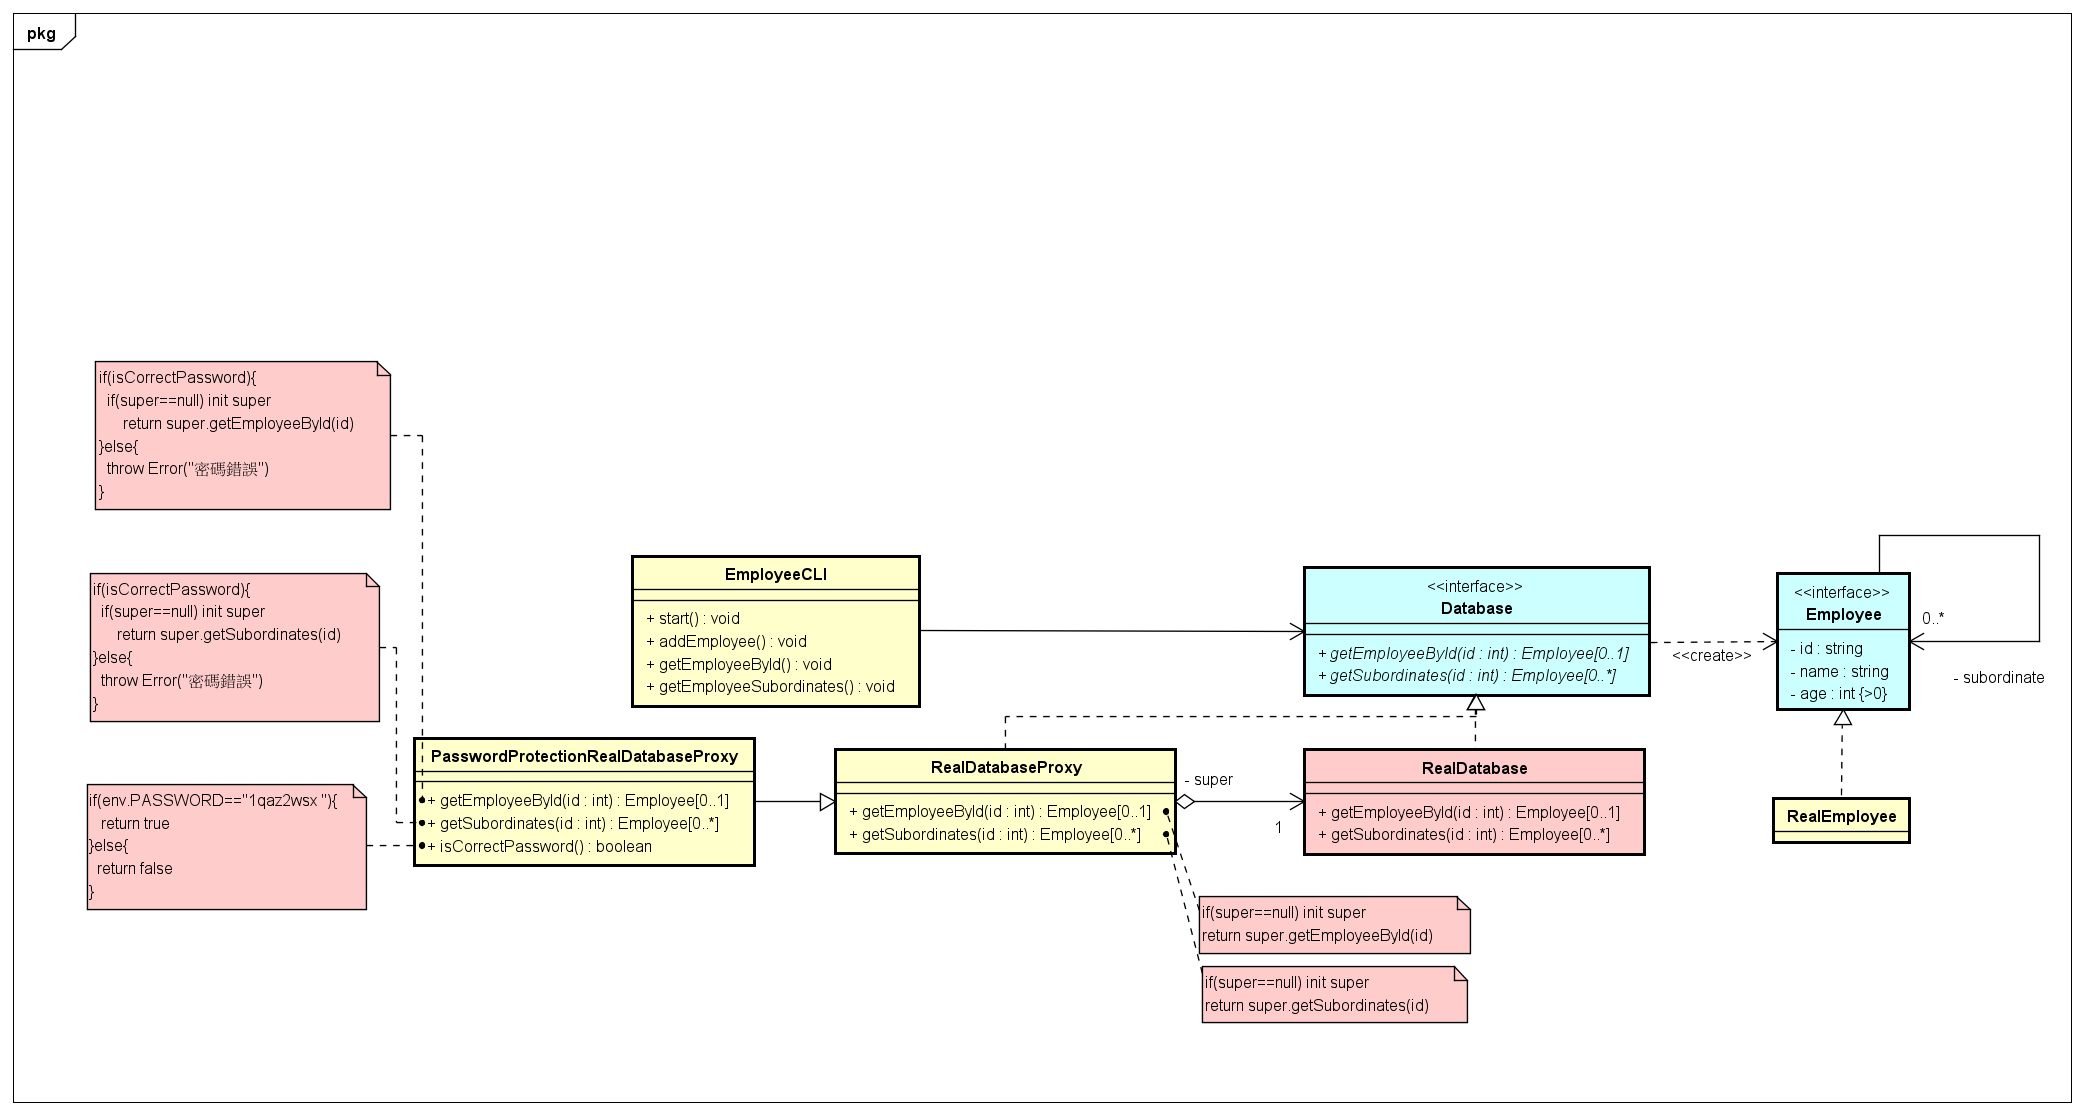 pkg
if(isCorrectPassword){
if(super==null) init super
return super.getEmployeeById(id)
}else{
throw Error("密碼錯誤")
}
if(isCorrectPassword){
if(super==null) init super
return super.getSubordinates(id)
}else{
throw Error("密碼錯誤")
}
if(env.PASSWORD=="1qaz2wsx "){
return true
}else{
return false
}
EmployeeCLI
+ start() : void
+ addEmployee() : void
+ getEmployeeById() : void
+ getEmployeeSubordinates() : void
<<interface>>
Database
+ getEmployeeById(id : int) : Employee[0..1]
+ getSubordinates(id : int) : Employee[0..*]
<<create>>
<<interface>>
Employee
- id : string
- name : string
- age : int {>0}
0..*
- subordinate
PasswordProtectionRealDatabaseProxy
+ getEmployeeById(id : int) : Employee[0..1]
+ getSubordinates(id : int) : Employee[0..*]
+ isCorrectPassword() : boolean
RealDatabaseProxy
+ getEmployeeById(id : int) : Employee[0..1]
+ getSubordinates(id : int) : Employee[0..*]
- super
1
RealDatabase
+ getEmployeeById(id : int) : Employee[0..1]
+ getSubordinates(id : int) : Employee[0..*]
RealEmployee
if(super==null) init super
return super.getEmployeeById(id)
if(super==null) init super
return super.getSubordinates(id)